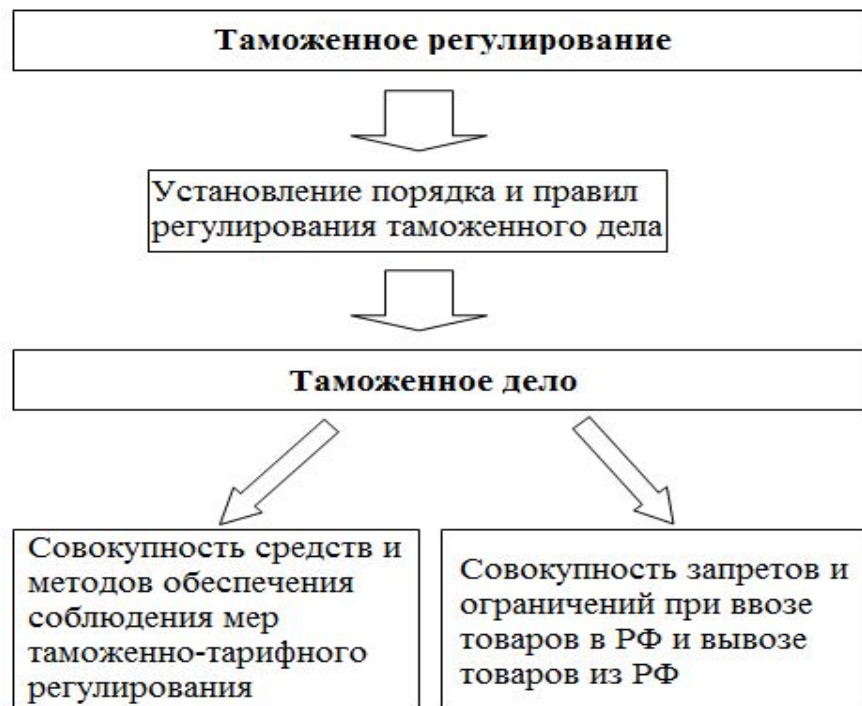 Таможенное регулирование
Установление порядка и правил
регулирования таможенного дела
Таможенное дело
Совокупность средств и
методов обеспечения
соблюдения мер
таможенно-тарифного
регулирования
Совокупность запретов и
ограничений при ввозе
товаров в РФ и вывозе
товаров из РФ